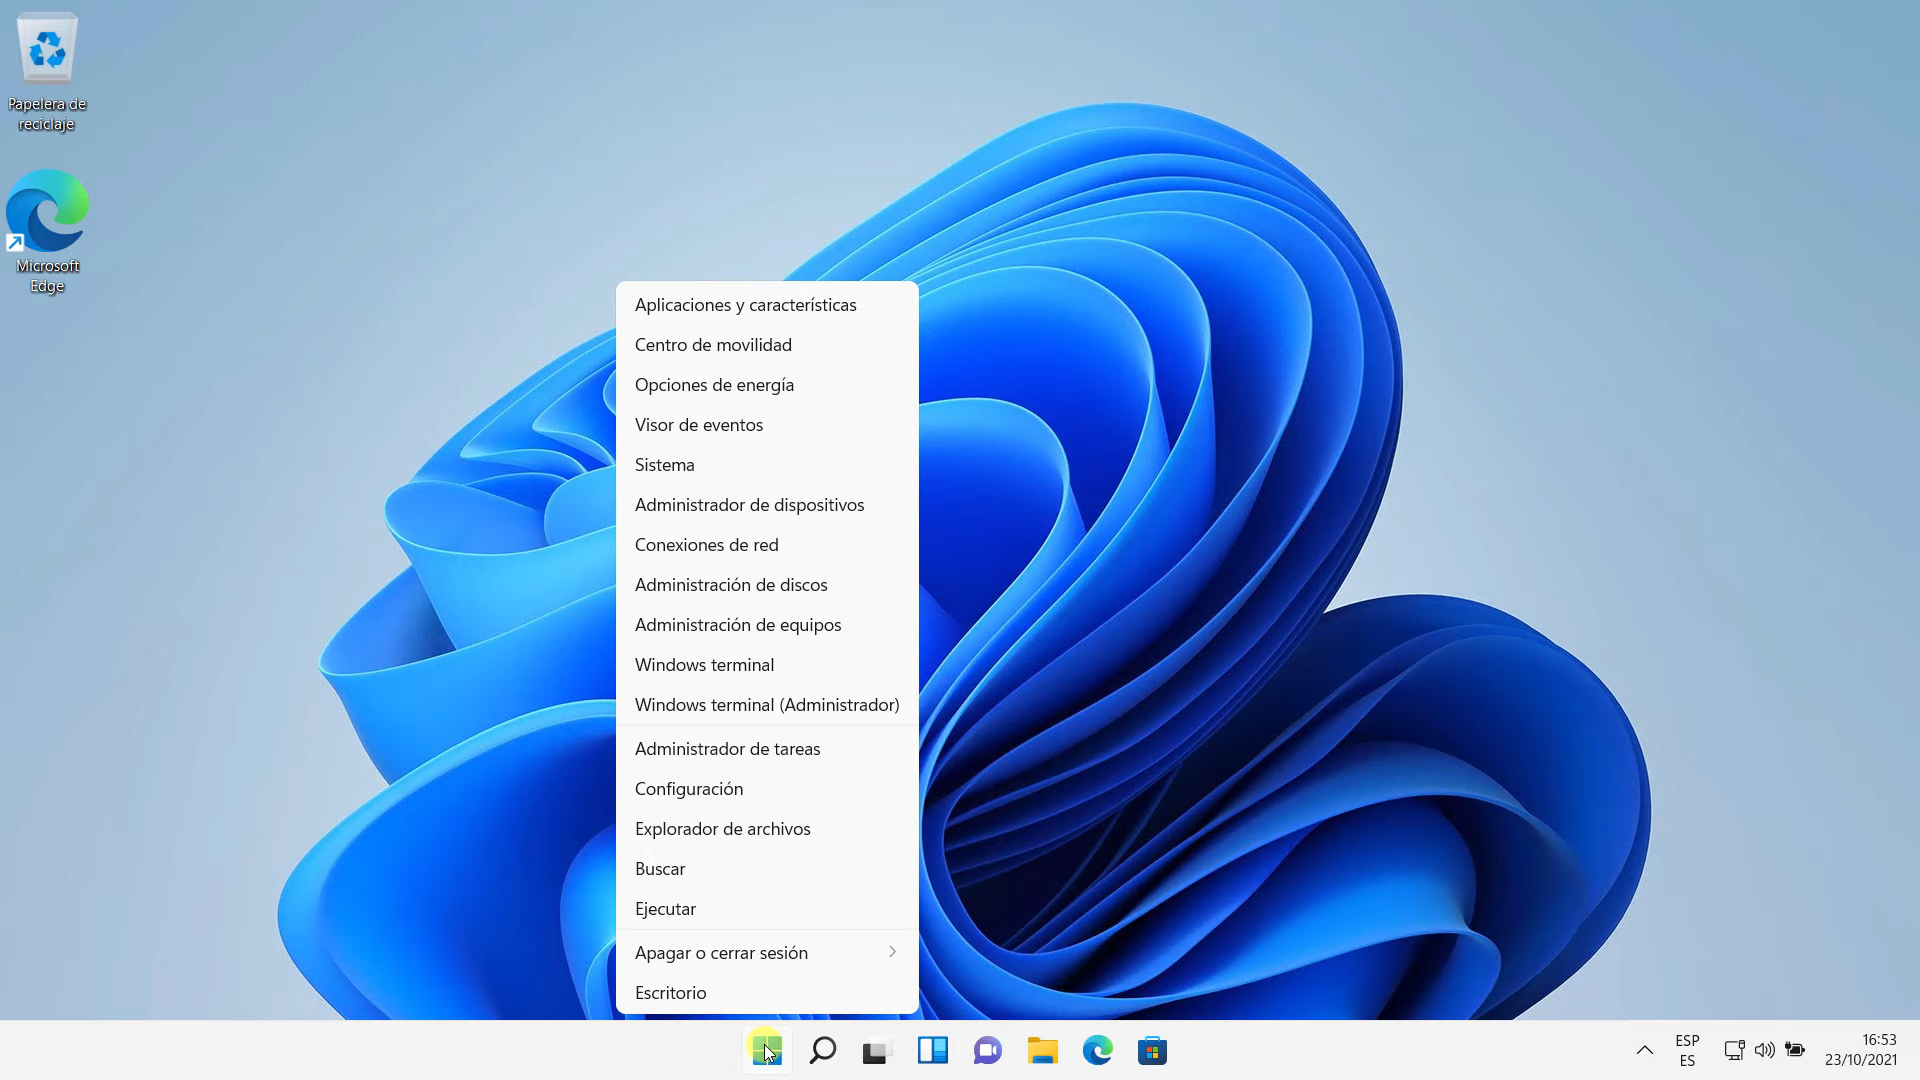 Papelera de
reciclaje
Microsoft
Edge
Aplicaciones y características
Centro de movilidad
Opciones de energía
Visor de eventos
Sistema
Administrador de dispositivos
Conexiones de red
Administración de discos
Administración de equipos
Windows terminal
Windows terminal (Administrador)
Administrador de tareas
Configuración
Explorador de archivos
Buscar
Ejecutar
Apagar o cerrar sesión
Escritorio
ESP
ES
16:53
23/10/2021